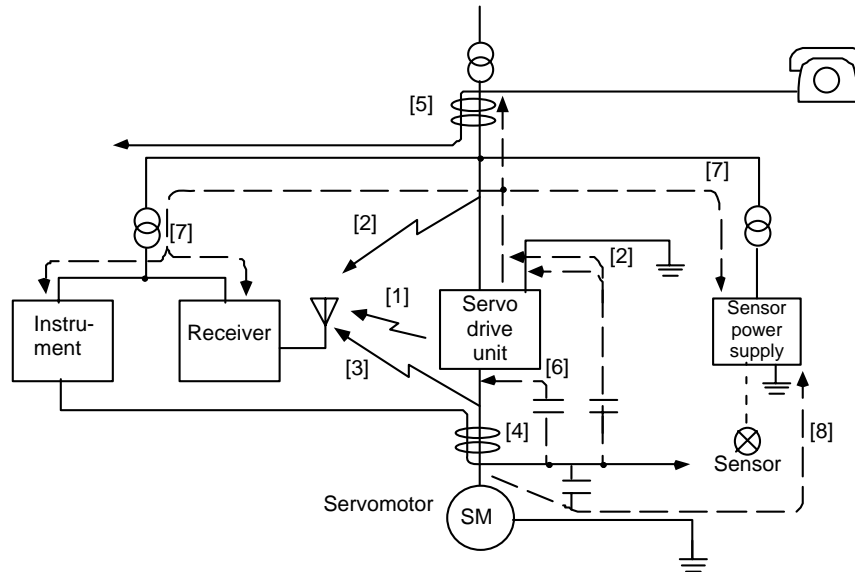 [5]
[7]
[2]
[7]
[2]
[1]
Instru-
ment
Receiver
Servo
drive
unit
Sensor
power
supply
[3]
[6]
[4]
[8]
Sensor
Servomotor
SM